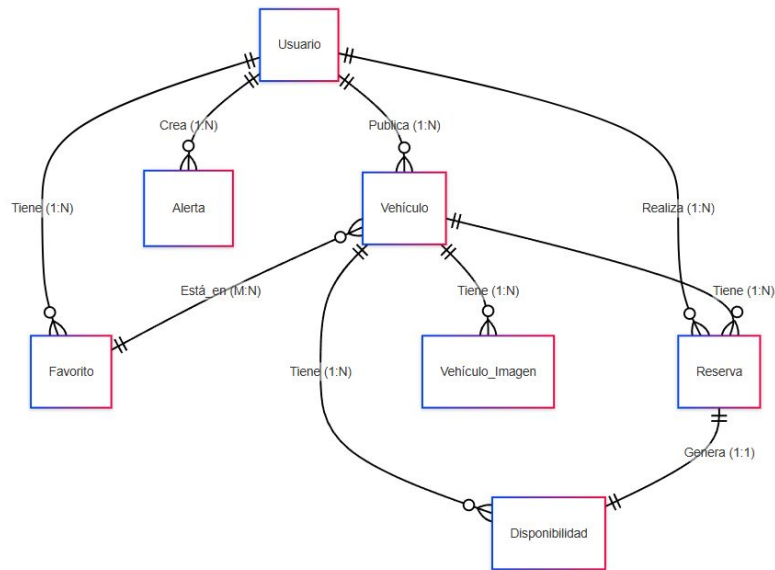 Usuario
Crea (1:N)
Publica (1:N)
Alerta
Vehículo
Tiene (1:N)
Realiza (1:N)
Está_en (M:N)
Tiene (1:N)
Tiene (1:N)
Favorito
Tiene (1:N)
Vehículo_Imagen
Reserva
Genera (1:1)
Disponibilidad